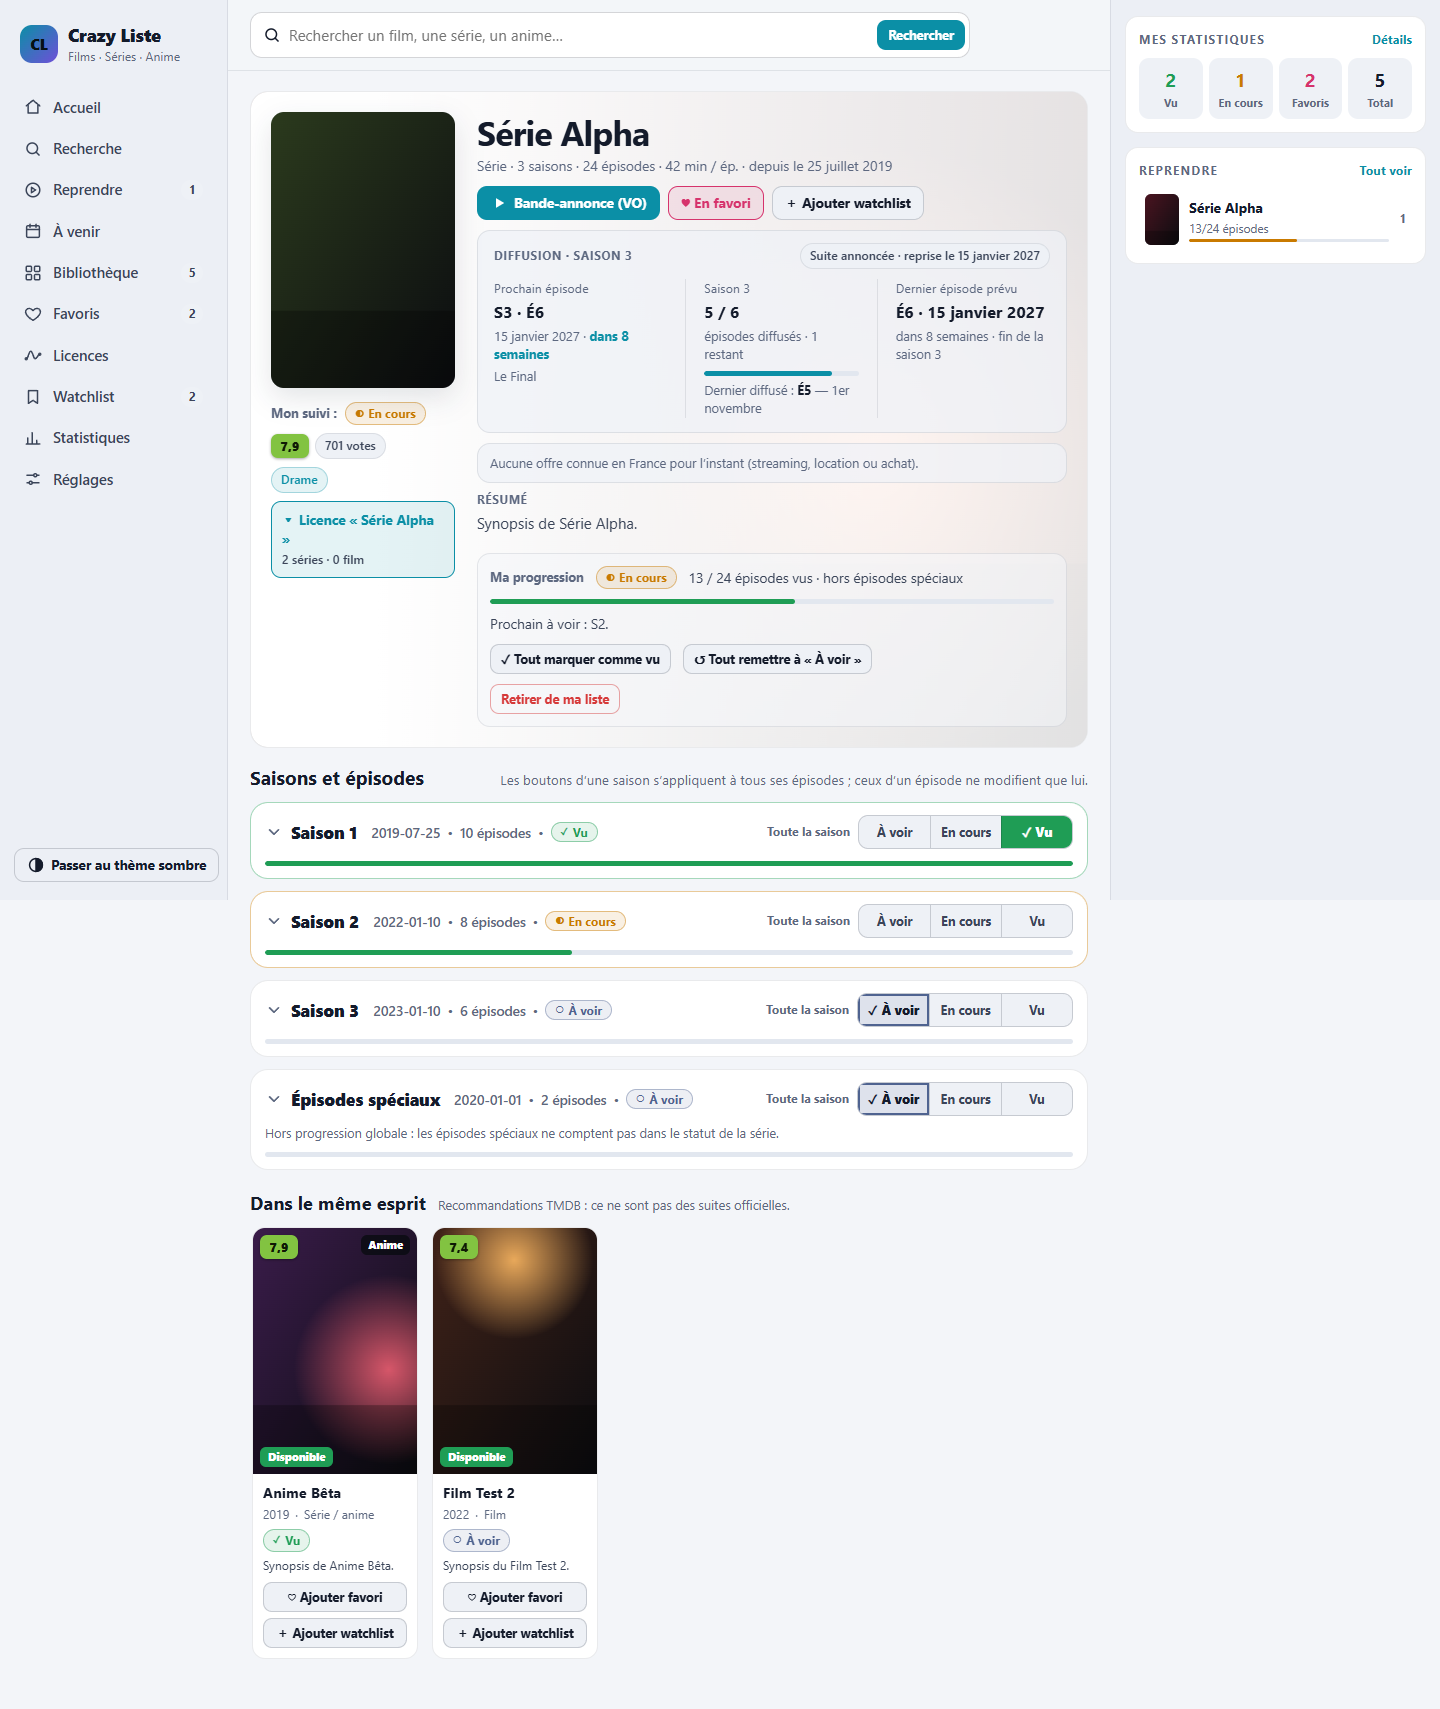 CL
Crazy Liste
Films · Séries · Anime
Accueil
Recherche
Reprendre 1
À venir
Bibliothèque 5
Favoris 2
Licences
Watchlist 2
Statistiques
Réglages
Passer au thème sombre
Rechercher un film, une série, un anime...
Rechercher
Série Alpha
Série · 3 saisons · 24 épisodes · 42 min / ép. · depuis le 25 juillet 2019
Bande-annonce (VO)
♥ En favori
+ Ajouter watchlist
Mon suivi : En cours
7,9
701 votes
Drame
Licence « Série Alpha
»
2 séries · 0 film
DIFFUSION · SAISON 3
Suite annoncée · reprise le 15 janvier 2027
Prochain épisode
S3 · É6
15 janvier 2027 · dans 8
semaines
Le Final
Saison 3
5 / 6
épisodes diffusés · 1
restant
Dernier diffusé : É5 — 1er
novembre
Dernier épisode prévu
É6 · 15 janvier 2027
dans 8 semaines · fin de la
saison 3
Aucune offre connue en France pour l'instant (streaming, location ou achat).
RÉSUMÉ
Synopsis de Série Alpha.
Ma progression En cours 13 / 24 épisodes vus · hors épisodes spéciaux
Prochain à voir : S2.
✓ Tout marquer comme vu
↺ Tout remettre à « À voir »
Retirer de ma liste
Saisons et épisodes
Les boutons d'une saison s'appliquent à tous ses épisodes ; ceux d'un épisode ne modifient que lui.
Saison 1 2019-07-25 • 10 épisodes • ✓ Vu
Toute la saison À voir En cours ✓ Vu
Saison 2 2022-01-10 • 8 épisodes • En cours
Toute la saison À voir En cours Vu
Saison 3 2023-01-10 • 6 épisodes • À voir
Toute la saison ✓ À voir En cours Vu
Épisodes spéciaux 2020-01-01 • 2 épisodes • À voir
Toute la saison ✓ À voir En cours Vu
Hors progression globale : les épisodes spéciaux ne comptent pas dans le statut de la série.
Dans le même esprit Recommandations TMDB : ce ne sont pas des suites officielles.
7,9
Anime
Disponible
Anime Bêta
2019 · Série / anime
✓ Vu
Synopsis de Anime Bêta.
♡ Ajouter favori
+ Ajouter watchlist
7,4
Disponible
Film Test 2
2022 · Film
À voir
Synopsis du Film Test 2.
♡ Ajouter favori
+ Ajouter watchlist
MES STATISTIQUES Détails
2
Vu
1
En cours
2
Favoris
5
Total
REPRENDRE Tout voir
Série Alpha
13/24 épisodes
1